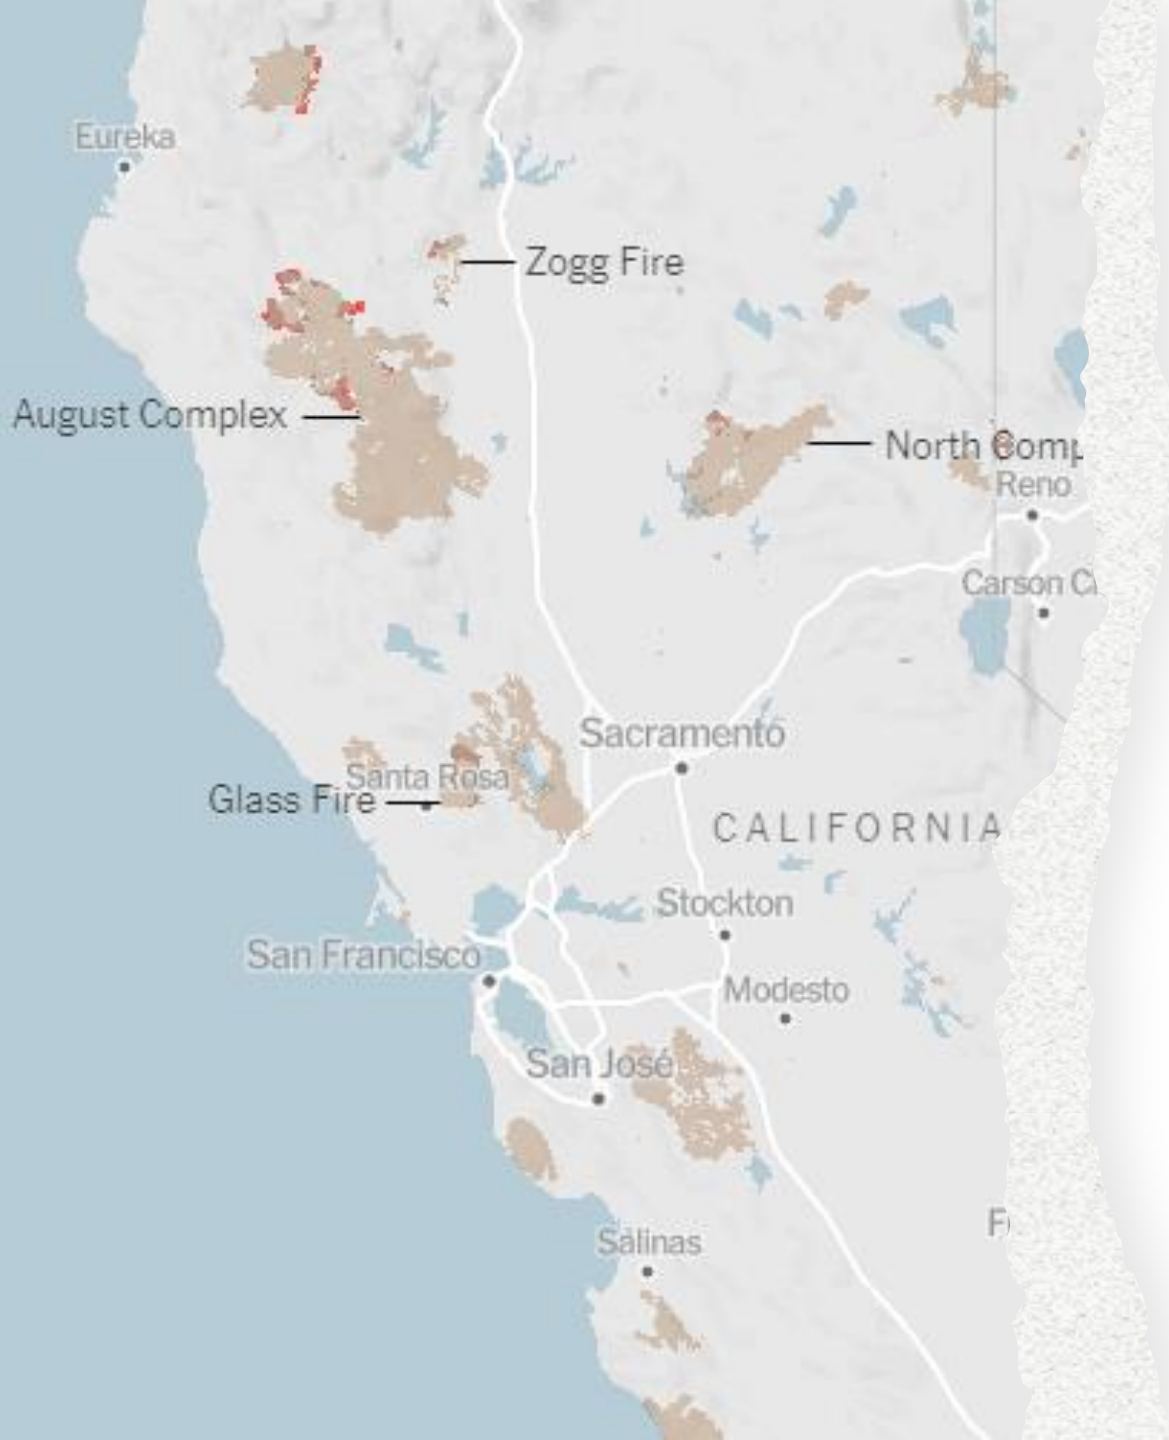 Eureka
Zogg Fire
August Complex
North Comp
Reno
Carson C
Sacramento
Santa Rosa
Glass Fire
CALIFORNIA
Stockton
San Francisco
Modesto
San José
F
Salinas